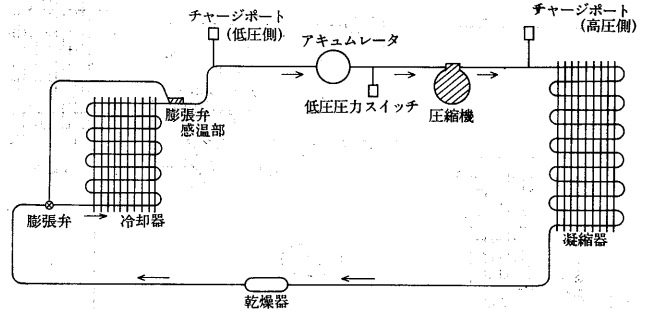 チャージポート
(低圧側)
アキュムレータ
チャージポート
(高圧側)
低圧圧力スイッチ
圧縮機
膨張弁
感温部
膨張弁
冷却器
凝縮器
乾燥器